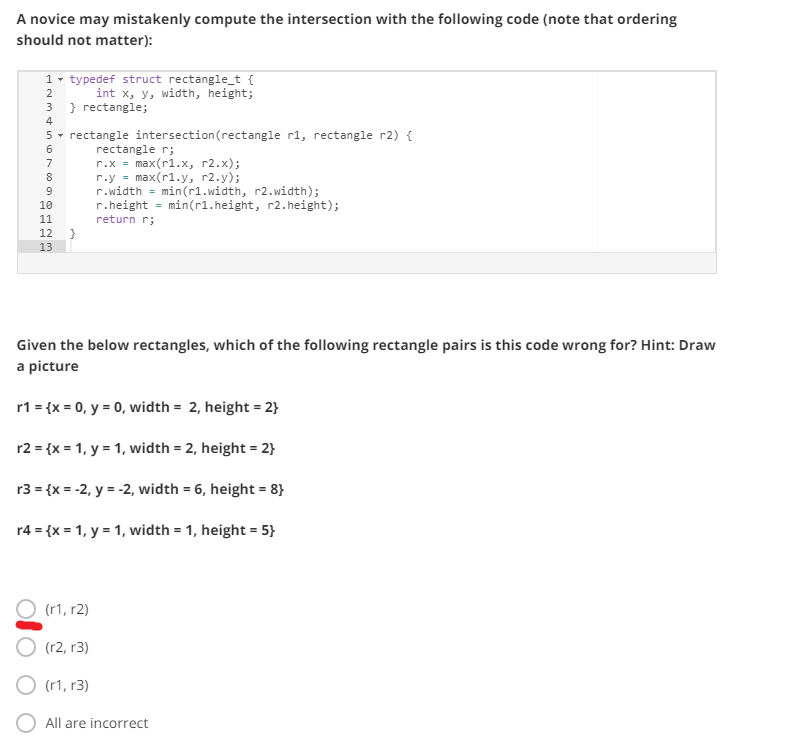 A novice may mistakenly compute the intersection with the following code (note that ordering
should not matter):
1 typedef struct rectangle_t {
2 int x, y, width, height;
3 } rectangle;
4
5 rectangle intersection(rectangle r1, rectangle r2) {
6 rectangle r;
7 r.x = max(r1.x, r2.x);
8 r.y = max(r1.y, r2.y);
9 r.width = min(r1.width, r2.width);
10 r.height = min(r1.height, r2.height);
11 return r;
12 }
13
Given the below rectangles, which of the following rectangle pairs is this code wrong for? Hint: Draw
a picture
r1 = {x = 0, y = 0, width =  2, height = 2}
r2 = {x = 1, y = 1, width = 2, height = 2}
r3 = {x = -2, y = -2, width = 6, height = 8}
r4 = {x = 1, y = 1, width = 1, height = 5}
(r1, r2)
(r2, r3)
(r1, r3)
All are incorrect